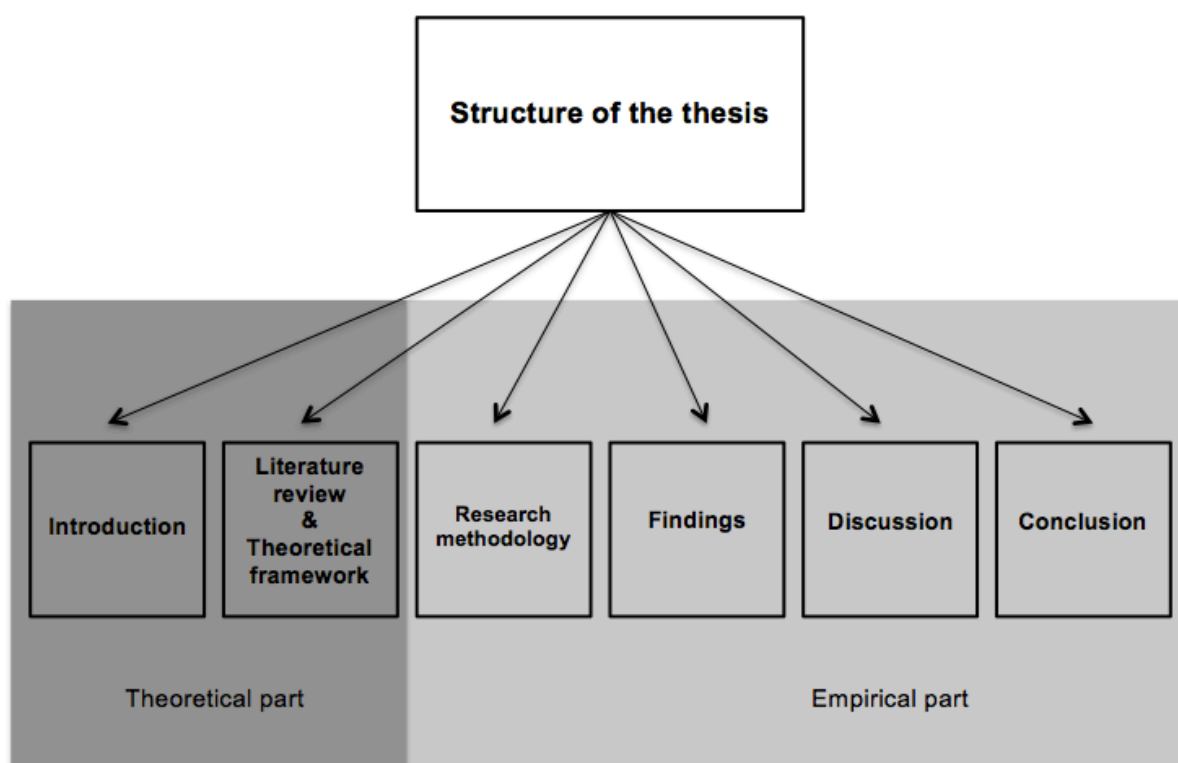 Structure of the thesis
Introduction
Literature
review
&
Theoretical
framework
Research
methodology
Findings
Discussion
Conclusion
Theoretical part
Empirical part